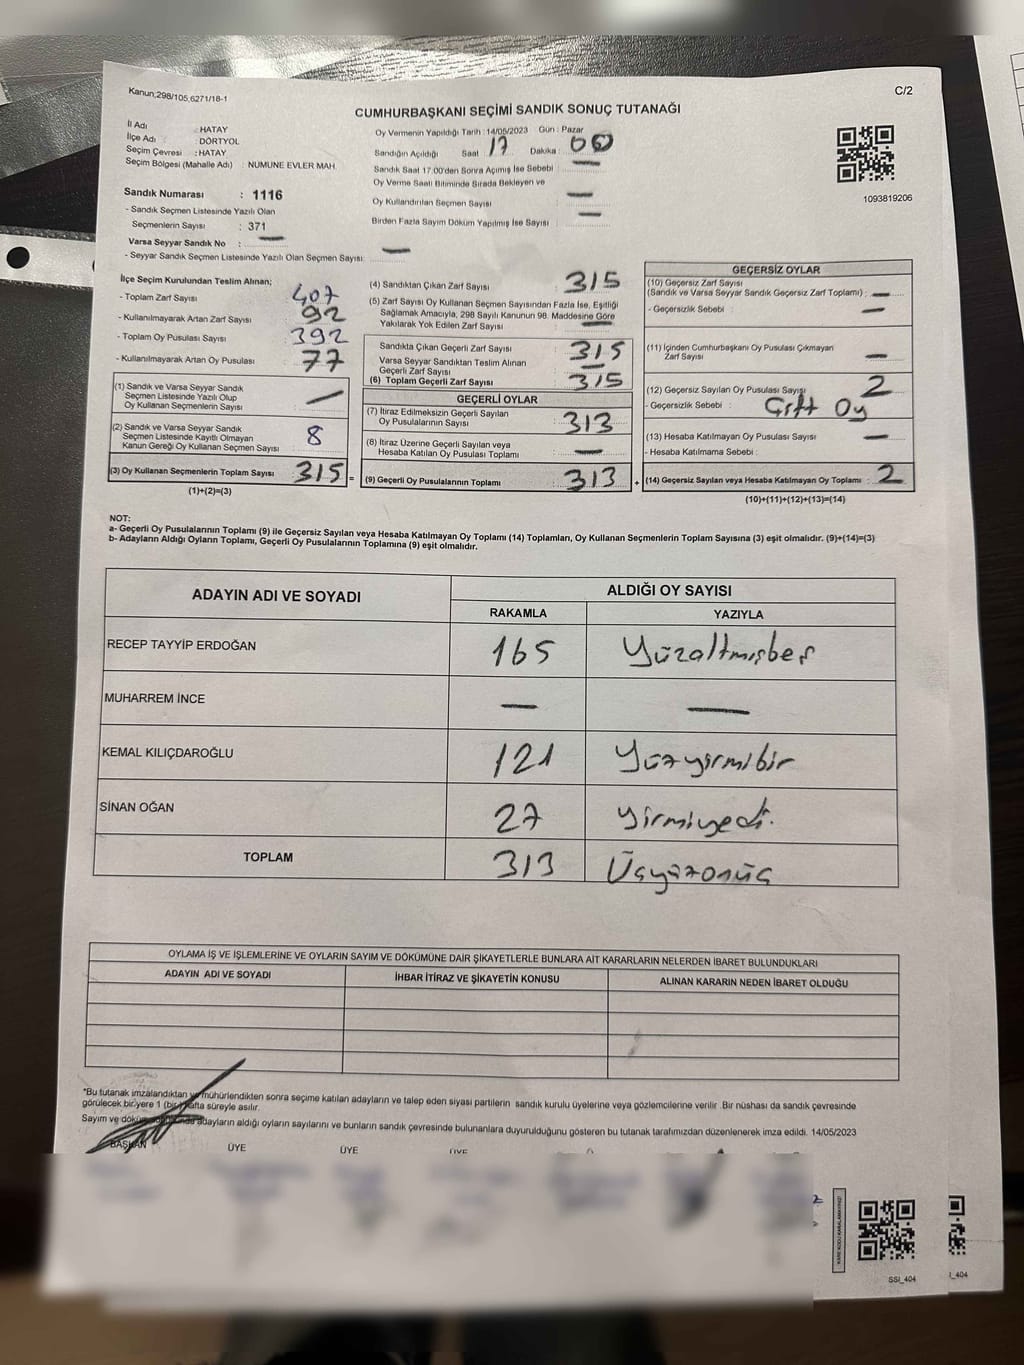 Kanun,298/105,6271/18-1
C/2
CUMHURBAŞKANI SEÇİMİ SANDIK SONUÇ TUTANAĞI
İl Adı : HATAY
İlçe Adı : DÖRTYOL
Seçim Çevresi : HATAY
Seçim Bölgesi (Mahalle Adı) : NUMUNE EVLER MAH.
Sandık Numarası : 1116
- Sandık Seçmen Listesinde Yazılı Olan
Seçmenlerin Sayısı : 371
Varsa Seyyar Sandık No : —
- Seyyar Sandık Seçmen Listesinde Yazılı Olan Seçmen Sayısı: —
Oy Vermenin Yapıldığı Tarih : 14/05/2023 Gün : Pazar
Sandığın Açıldığı Saat 17 Dakika : 00
Sandık Saat 17:00'den Sonra Açımış İse Sebebi : —
Oy Verme Saati Bitiminde Sırada Bekleyen ve
Oy Kullandırılan Seçmen Sayısı —
Birden Fazla Sayım Döküm Yapılmış İse Sayısı : —
1093819206
İlçe Seçim Kurulundan Teslim Alınan;
- Toplam Zarf Sayısı 407
- Kullanılmayarak Artan Zarf Sayısı : 92
- Toplam Oy Pusulası Sayısı : 392
- Kullanılmayarak Artan Oy Pusulası : 77
(1) Sandık ve Varsa Seyyar Sandık
Seçmen Listesinde Yazılı Olup
Oy Kullanan Seçmenlerin Sayısı —
(2) Sandık ve Varsa Seyyar Sandık
Seçmen Listesinde Kayıtlı Olmayan
Kanun Gereği Oy Kullanan Seçmen Sayısı 8
(3) Oy Kullanan Seçmenlerin Toplam Sayısı 315 =
(1)+(2)=(3)
(4) Sandıktan Çıkan Zarf Sayısı : 315
(5) Zarf Sayısı Oy Kullanan Seçmen Sayısından Fazla İse, Eşitliği
Sağlamak Amacıyla, 298 Sayılı Kanunun 98. Maddesine Göre
Yakılarak Yok Edilen Zarf Sayısı : —
Sandıkta Çıkan Geçerli Zarf Sayısı : 315
Varsa Seyyar Sandıktan Teslim Alınan
Geçerli Zarf Sayısı : —
(6) Toplam Geçerli Zarf Sayısı : 315
GEÇERLİ OYLAR
(7) İtiraz Edilmeksizin Geçerli Sayılan
Oy Pusulalarının Sayısı : 313
(8) İtiraz Üzerine Geçerli Sayılan veya
Hesaba Katılan Oy Pusulası Toplamı : —
(9) Geçerli Oy Pusulalarının Toplamı : 313 +
GEÇERSİZ OYLAR
(10) Geçersiz Zarf Sayısı
(Sandık ve Varsa Seyyar Sandık Geçersiz Zarf Toplamı) : —
- Geçersizlik Sebebi : —
(11) İçinden Cumhurbaşkanı Oy Pusulası Çıkmayan
Zarf Sayısı —
(12) Geçersiz Sayılan Oy Pusulası Sayısı 2
- Geçersizlik Sebebi : Çift Oy
(13) Hesaba Katılmayan Oy Pusulası Sayısı : —
- Hesaba Katılmama Sebebi :
(14) Geçersiz Sayılan veya Hesaba Katılmayan Oy Toplamı : 2
(10)+(11)+(12)+(13)=(14)
NOT:
a- Geçerli Oy Pusulalarının Toplamı (9) ile Geçersiz Sayılan veya Hesaba Katılmayan Oy Toplamı (14) Toplamları, Oy Kullanan Seçmenlerin Toplam Sayısına (3) eşit olmalıdır. (9)+(14)=(3)
b- Adayların Aldığı Oyların Toplamı, Geçerli Oy Pusulalarının Toplamına (9) eşit olmalıdır.
ADAYIN ADI VE SOYADI ALDIĞI OY SAYISI
RAKAMLA YAZIYLA
RECEP TAYYİP ERDOĞAN 165 Yüzaltmışbeş
MUHARREM İNCE — —
KEMAL KILIÇDAROĞLU 121 Yüzyirmibir
SİNAN OĞAN 27 yirmiyedi.
TOPLAM 313 Üçyüzonüç
OYLAMA İŞ VE İŞLEMLERİNE VE OYLARIN SAYIM VE DÖKÜMÜNE DAİR ŞİKAYETLERLE BUNLARA AİT KARARLARIN NELERDEN İBARET BULUNDUKLARI
ADAYIN ADI VE SOYADI İHBAR İTİRAZ VE ŞİKAYETİN KONUSU ALINAN KARARIN NEDEN İBARET OLDUĞU
*Bu tutanak imzalandıktan ve mühürlendikten sonra seçime katılan adayların ve talep eden siyasi partilerin sandık kurulu üyelerine veya gözlemcilerine verilir .Bir nüshası da sandık çevresinde
görülecek bir yere 1 (bir) hafta süreyle asılır.
Sayım ve döküm adayların aldığı oyların sayılarını ve bunların sandık çevresinde bulunanlara duyurulduğunu gösteren bu tutanak tarafımızdan düzenlenerek imza edildi. 14/05/2023
BAŞKAN ÜYE ÜYE ÜYE
SSI_404
I_404